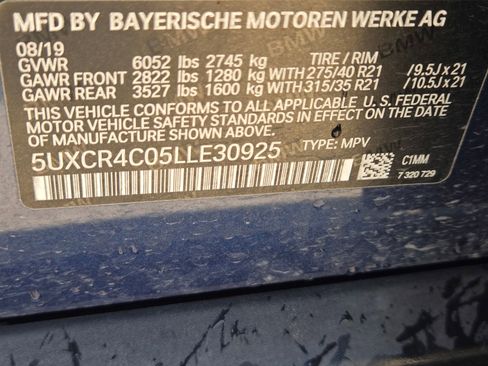 MFD BY BAYERISCHE MOTOREN WERKE AG
08/19
GVWR 6052 lbs 2745 kg TIRE / RIM
GAWR FRONT 2822 lbs 1280 kg WITH 275/40 R21 /9.5J x 21
GAWR REAR 3527 lbs 1600 kg WITH 315/35 R21 /10.5J x 21
THIS VEHICLE CONFORMS TO ALL APPLICABLE U. S. FEDERAL
MOTOR VEHICLE SAFETY STANDARDS IN EFFECT ON THE DATE
OF MANUFACTURE SHOWN ABOVE.
5UXCR4C05LLE30925 TYPE: MPV
C1MM
7 320 729